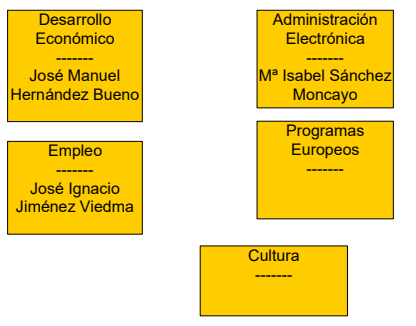 Desarrollo
Económico
-------
José Manuel
Hernández Bueno
Administración
Electrónica
-------
Mª Isabel Sánchez
Moncayo
Empleo
-------
José Ignacio
Jiménez Viedma
Programas
Europeos
-------
Cultura
-------